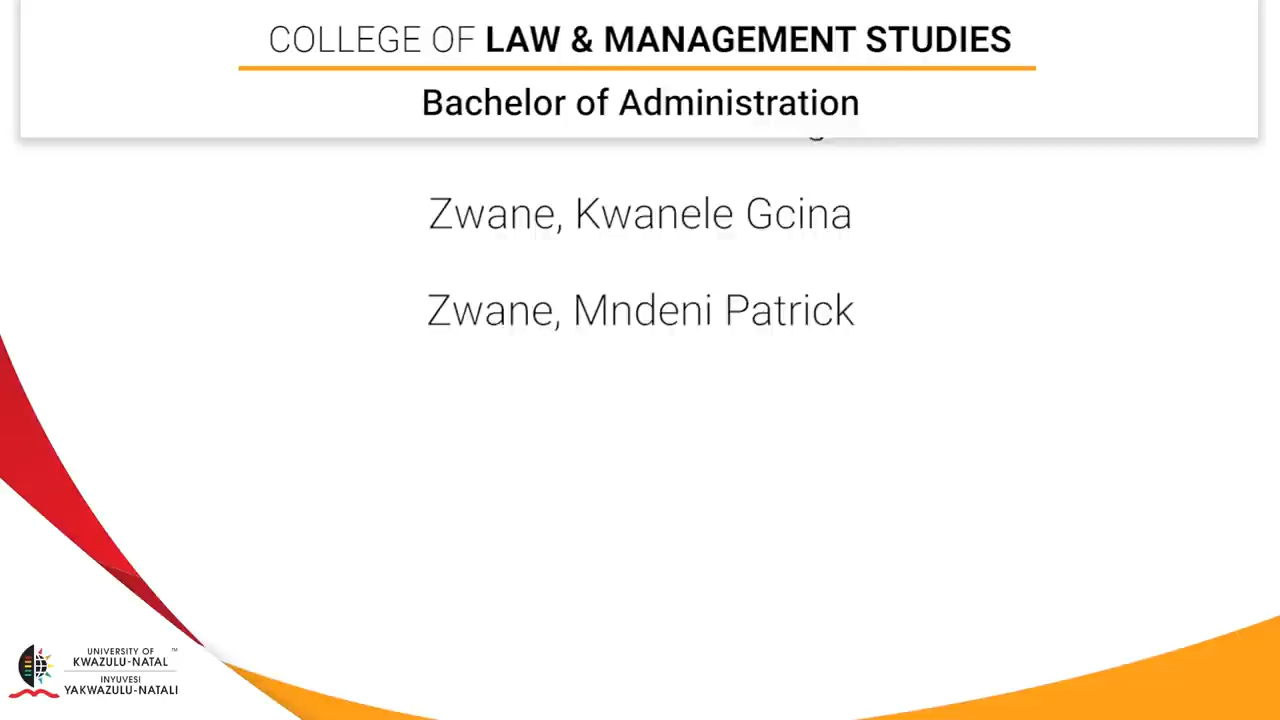 COLLEGE OF LAW & MANAGEMENT STUDIES
Bachelor of Administration
Zwane, Kwanele Gcina
Zwane, Mndeni Patrick
UNIVERSITY OF ™
KWAZULU-NATAL
INYUVESI
YAKWAZULU-NATALI